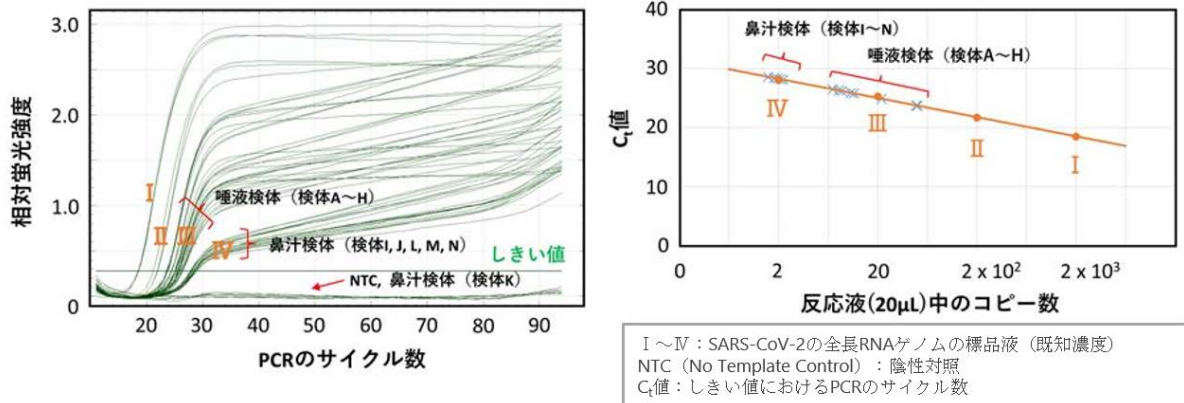 3.0
2.0
1.0
0
相対蛍光強度
20
30
40
50
60
70
80
90
PCRのサイクル数
Ⅰ
Ⅱ
Ⅲ
Ⅳ
唾液検体（検体A～H）
鼻汁検体（検体I, J, L, M, N）
しきい値
NTC, 鼻汁検体（検体K）
40
30
20
10
0
Ct値
鼻汁検体（検体I～N）
唾液検体（検体A～H）
Ⅳ
Ⅲ
Ⅱ
Ⅰ
0
2
20
2 x 10²
2 x 10³
反応液(20μL)中のコピー数
Ⅰ～Ⅳ：SARS-CoV-2の全長RNAゲノムの標品液（既知濃度）
NTC（No Template Control）：陰性対照
Ct値：しきい値におけるPCRのサイクル数